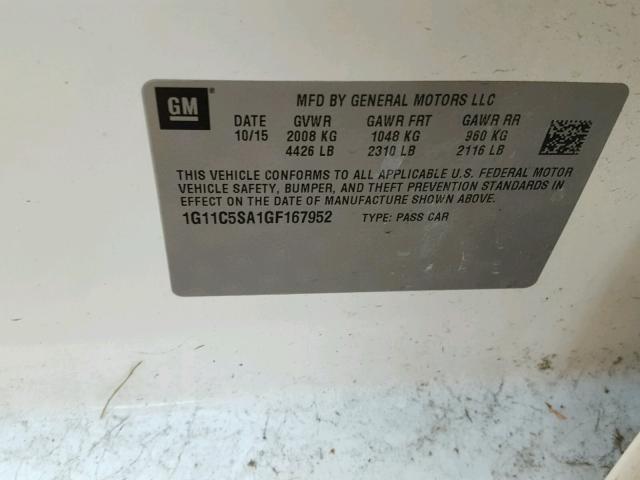 GM
MFD BY GENERAL MOTORS LLC
DATE GVWR GAWR FRT GAWR RR
10/15 2008 KG 1048 KG 960 KG
4426 LB 2310 LB 2116 LB
THIS VEHICLE CONFORMS TO ALL APPLICABLE U.S. FEDERAL MOTOR
VEHICLE SAFETY, BUMPER, AND THEFT PREVENTION STANDARDS IN
EFFECT ON THE DATE OF MANUFACTURE SHOWN ABOVE.
1G11C5SA1GF167952 TYPE: PASS CAR